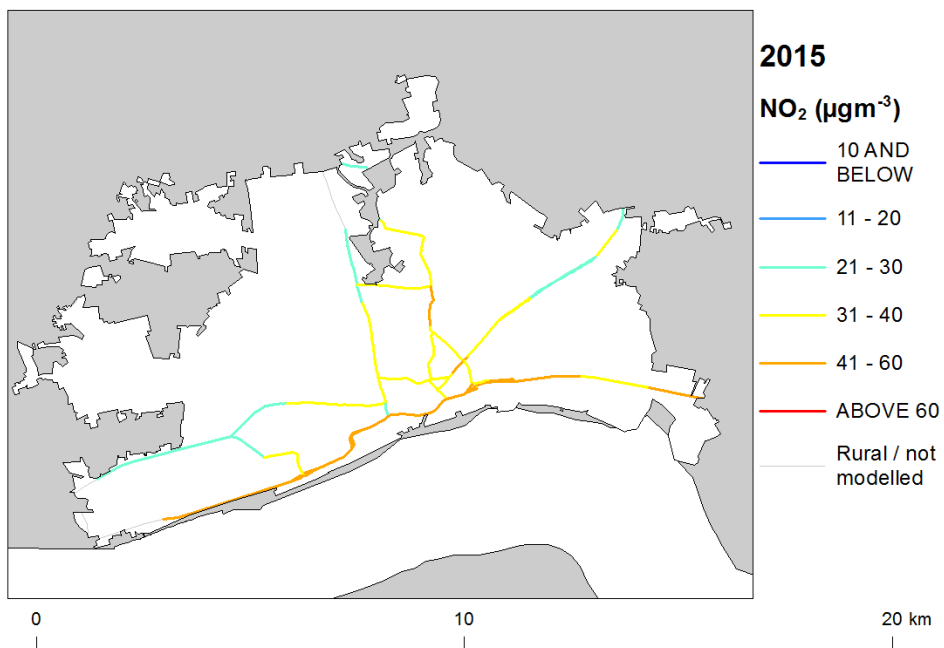 2015
NO₂ (µgm⁻³)
10 AND
BELOW
11 - 20
21 - 30
31 - 40
41 - 60
ABOVE 60
Rural / not
modelled
0 10 20 km